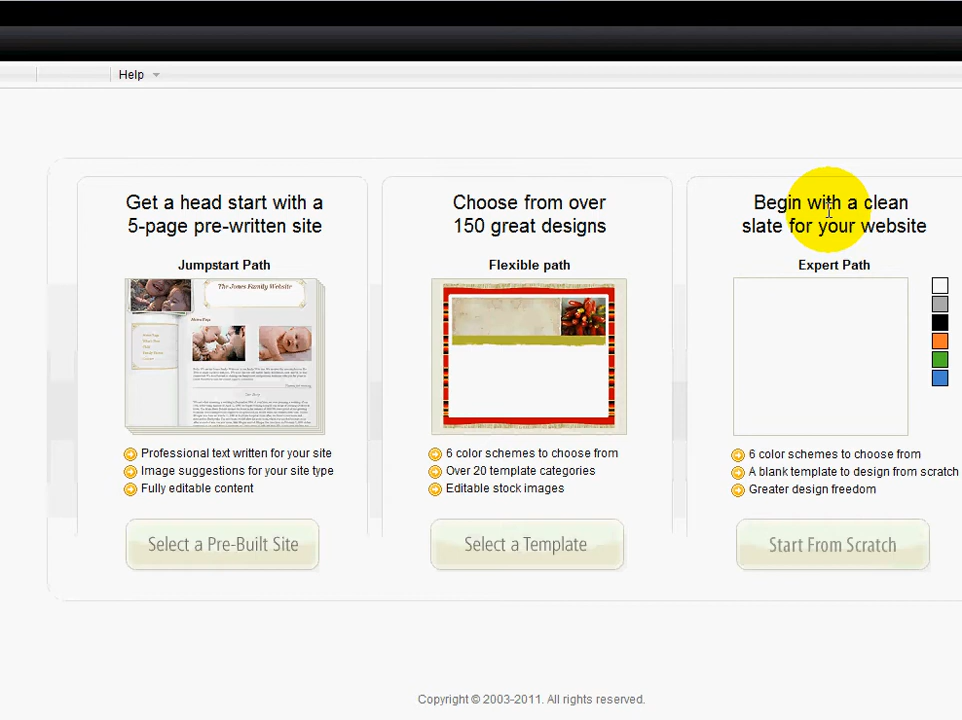 Help
Get a head start with a
5-page pre-written site
Jumpstart Path
The Jones Family Website
Professional text written for your site
Image suggestions for your site type
Fully editable content
Select a Pre-Built Site
Choose from over
150 great designs
Flexible path
6 color schemes to choose from
Over 20 template categories
Editable stock images
Select a Template
Begin with a clean
slate for your website
Expert Path
6 color schemes to choose from
A blank template to design from scratch
Greater design freedom
Start From Scratch
Copyright © 2003-2011. All rights reserved.